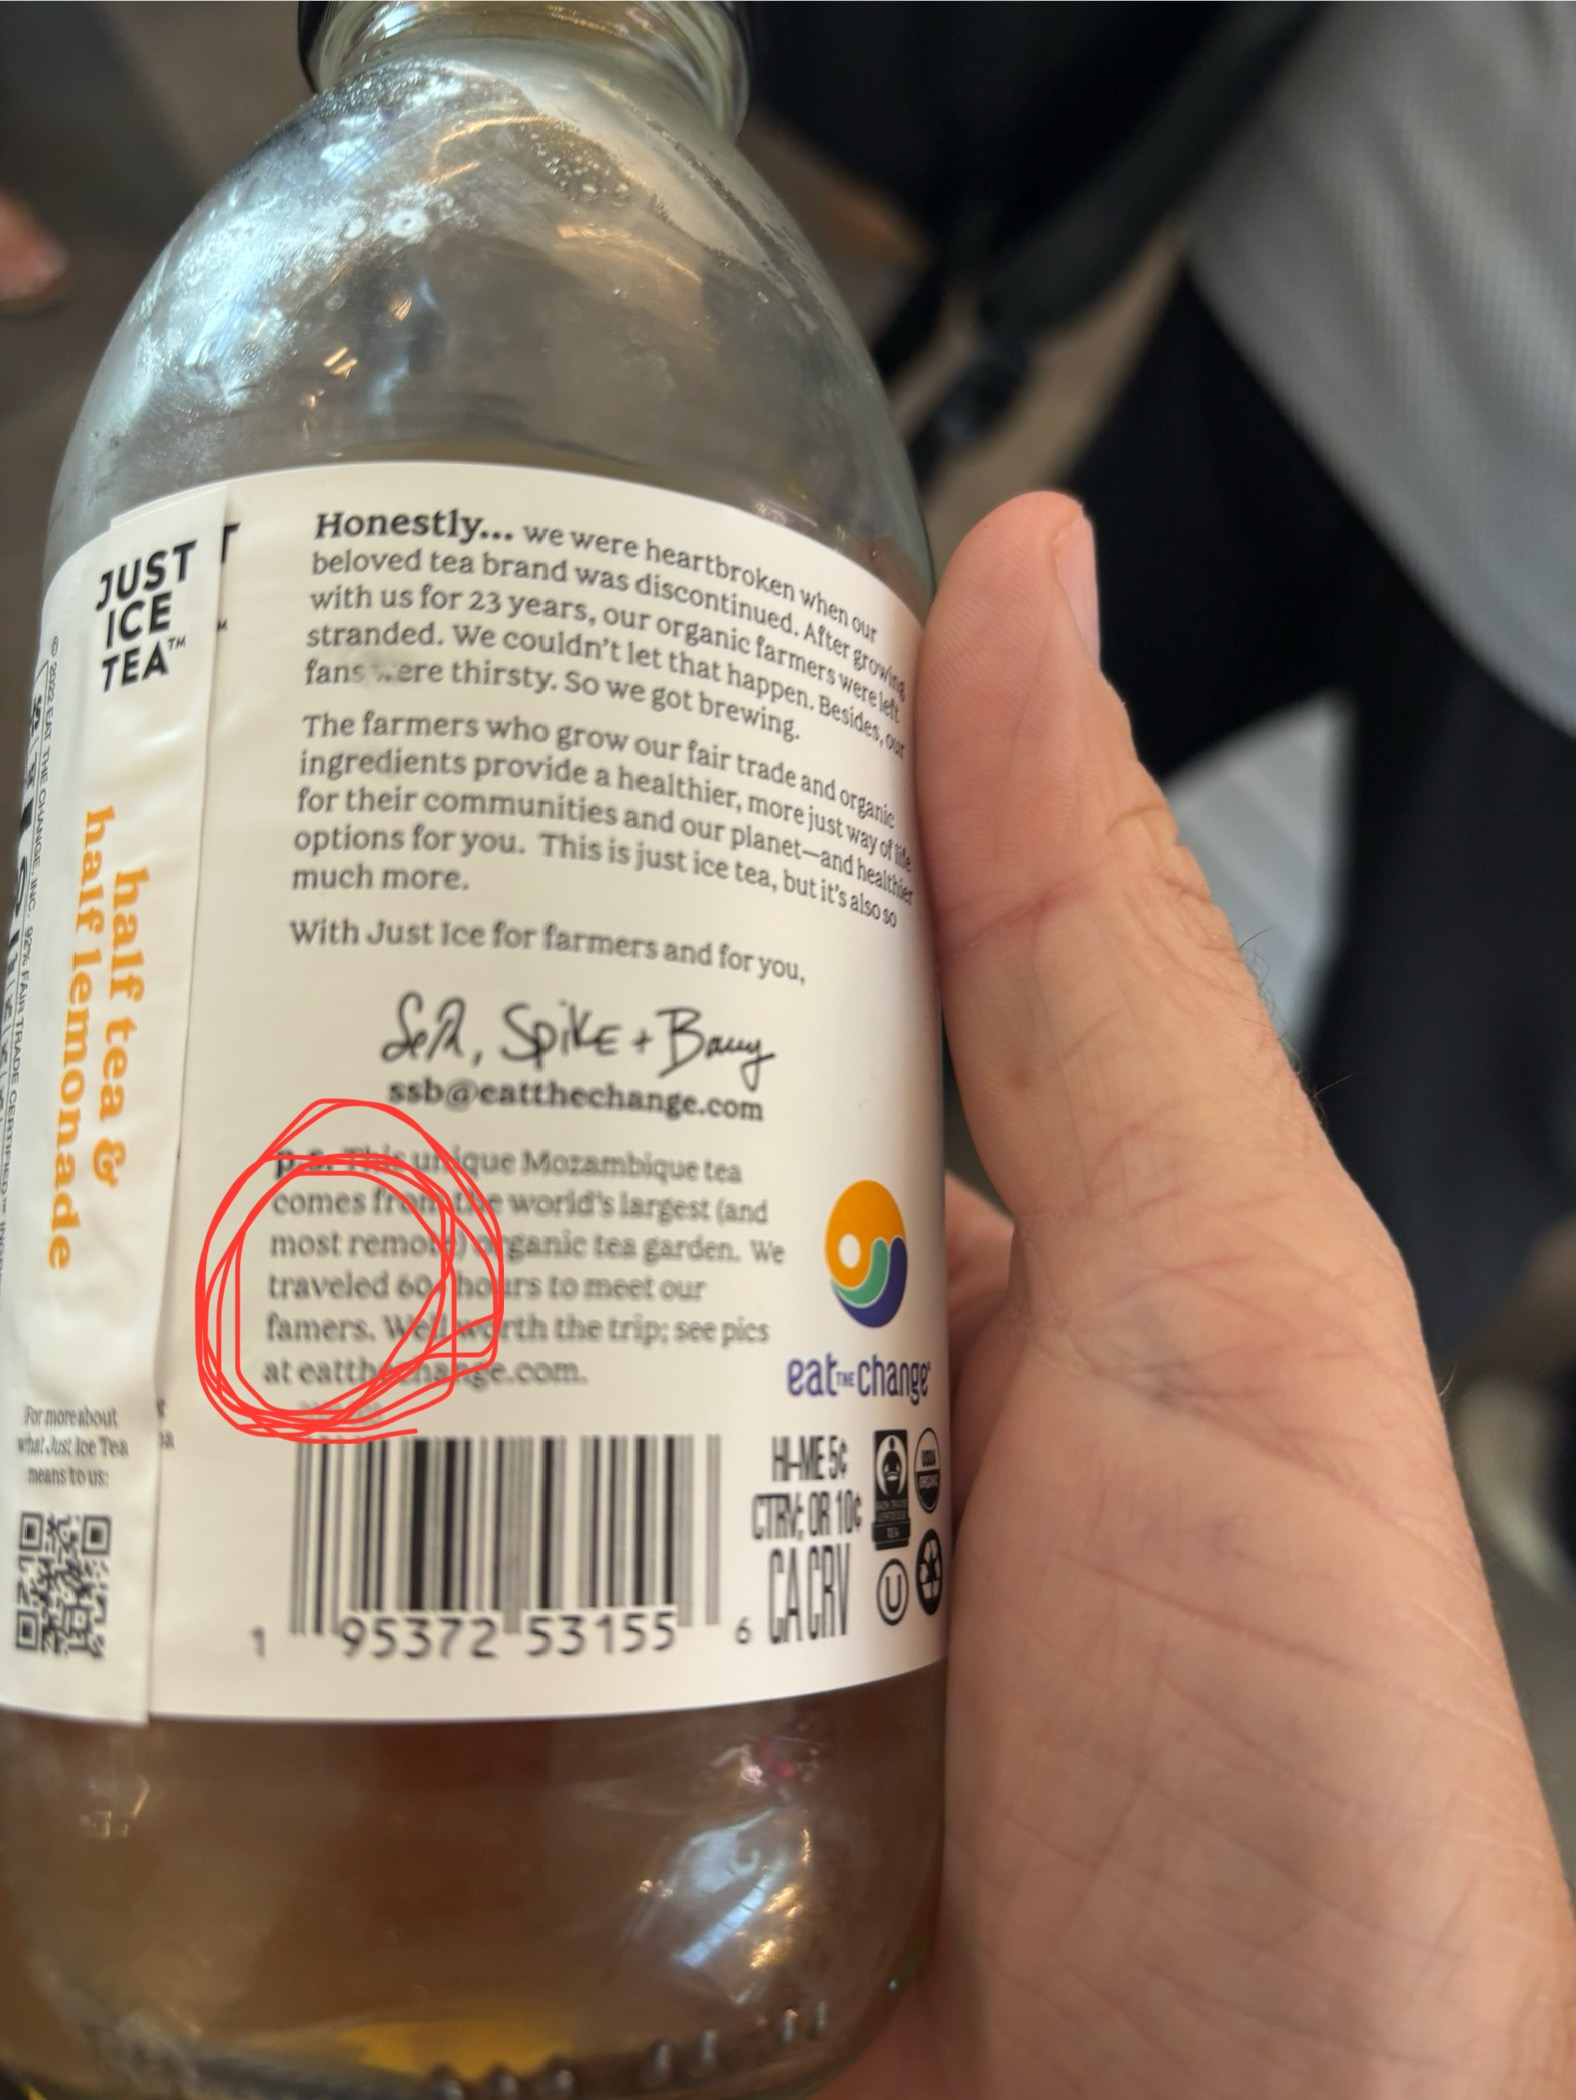 JUST
ICE
TEA™
half tea &
half lemonade
For more about
what Just Ice Tea
means to us:
Honestly... we were heartbroken when our
beloved tea brand was discontinued. After growing
with us for 23 years, our organic farmers were left
stranded. We couldn't let that happen. Besides, our
fans were thirsty. So we got brewing.
The farmers who grow our fair trade and organic
ingredients provide a healthier, more just way of life
for their communities and our planet—and healthier
options for you. This is just ice tea, but it's also so
much more.
With Just Ice for farmers and for you,
Seth, Spike + Barry
ssb@eatthechange.com
p.s. This unique Mozambique tea
comes from the world's largest (and
most remote) organic tea garden. We
traveled 60 hours to meet our
famers. Well worth the trip; see pics
at eatthechange.com.
eat THE change
HI-ME 5¢
CTRV; OR 10¢
CA CRV
USDA
ORGANIC
U
1 95372 53155 6